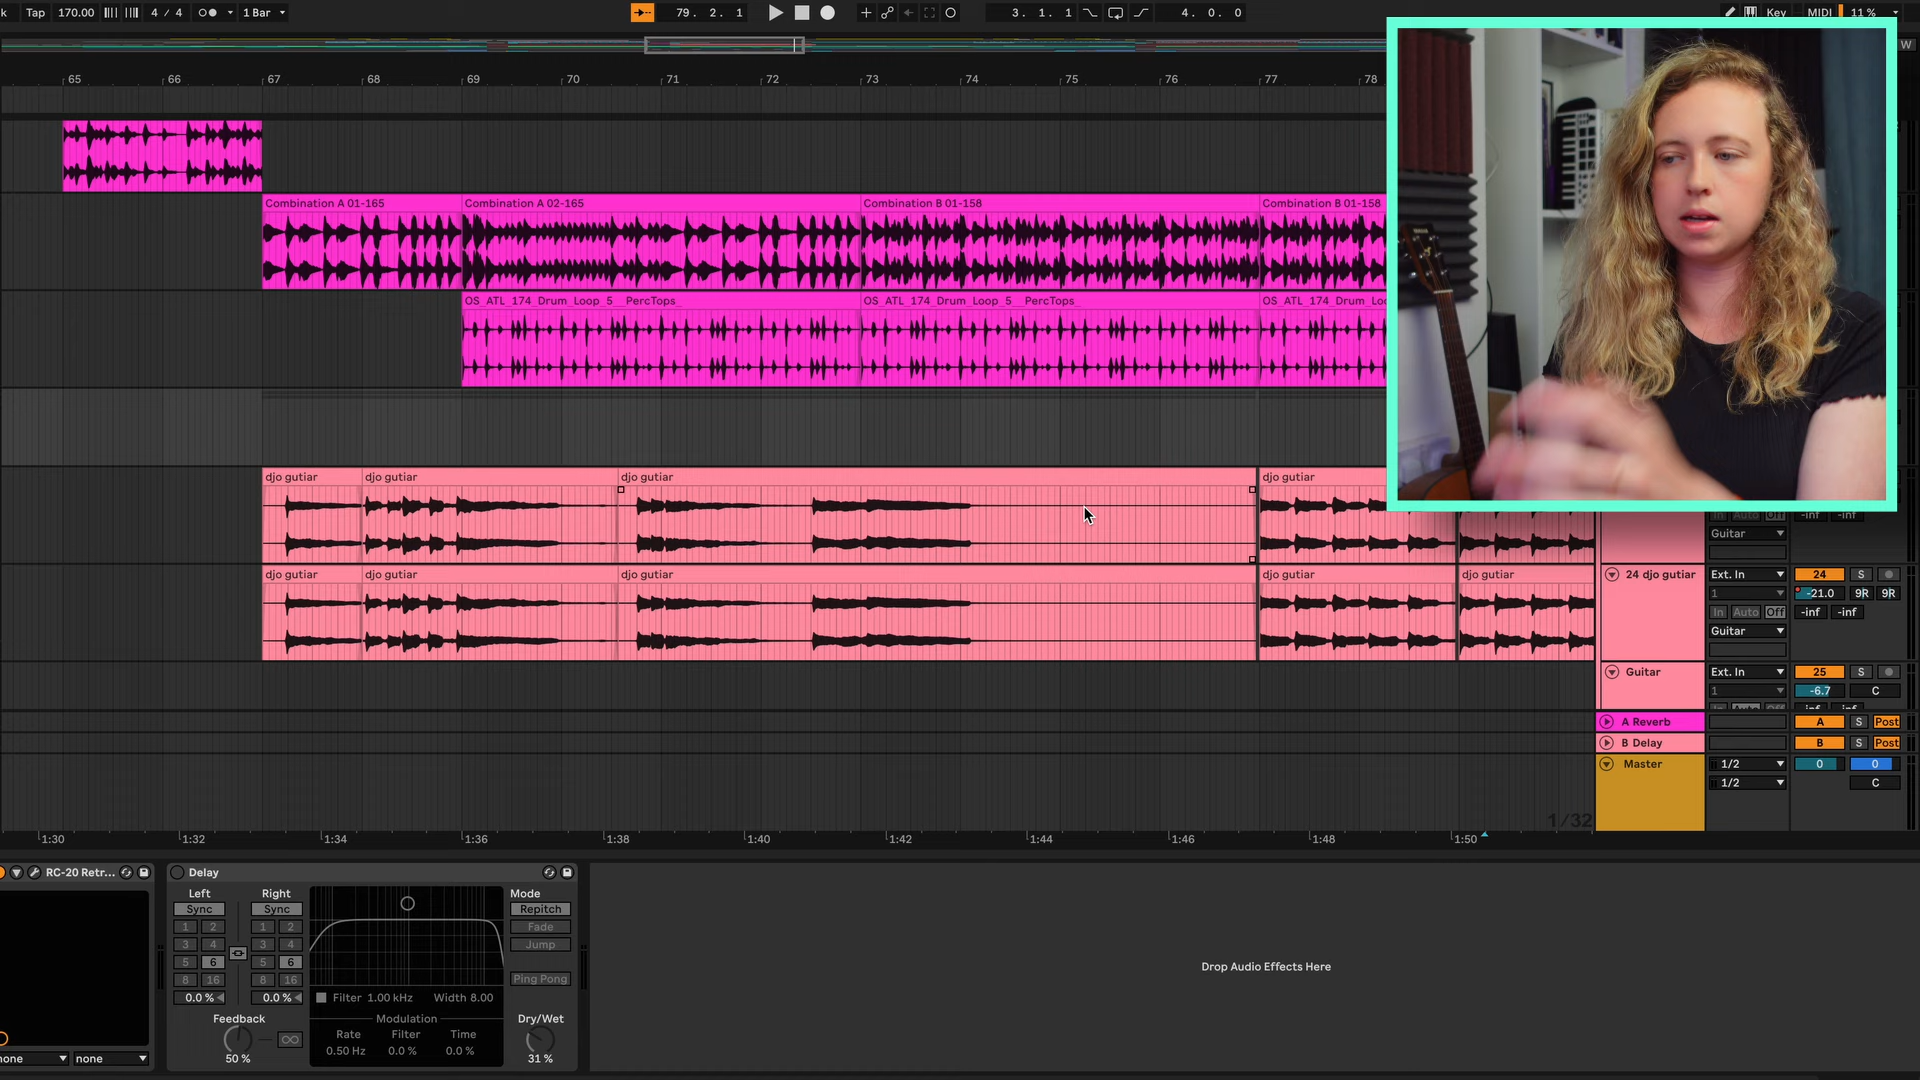 k Tap 170.00 4 / 4 1 Bar 79. 2. 1 3. 1. 1 4. 0. 0 Key MIDI 11 %
W
65 66 67 68 69 70 71 72 73 74 75 76 77 78
Combination A 01-165 Combination A 02-165 Combination B 01-158 Combination B 01-158
OS_ATL_174_Drum_Loop_5__PercTops_ OS_ATL_174_Drum_Loop_5__PercTops_ OS_ATL_174_Drum_Loc
djo gutiar djo gutiar djo gutiar djo gutiar
In Auto Off -inf -inf
Guitar
djo gutiar djo gutiar djo gutiar djo gutiar djo gutiar 24 djo gutiar Ext. In 24 S
1 -21.0 9R 9R
In Auto Off -inf -inf
Guitar
Guitar Ext. In 25 S
1 -6.7 C
A Reverb A S Post
B Delay B S Post
Master 1/2 0 0
1/2 C
1/32
1:30 1:32 1:34 1:36 1:38 1:40 1:42 1:44 1:46 1:48 1:50
RC-20 Retr... Delay
Left Right Mode
Sync Sync Repitch
1 2 1 2 Fade
3 4 3 4 Jump
5 6 5 6
8 16 8 16 Ping Pong
0.0 % 0.0 % Filter 1.00 kHz Width 8.00
Feedback Modulation Dry/Wet
Rate Filter Time
50 % 0.50 Hz 0.0 % 0.0 % 31 %
none none
Drop Audio Effects Here